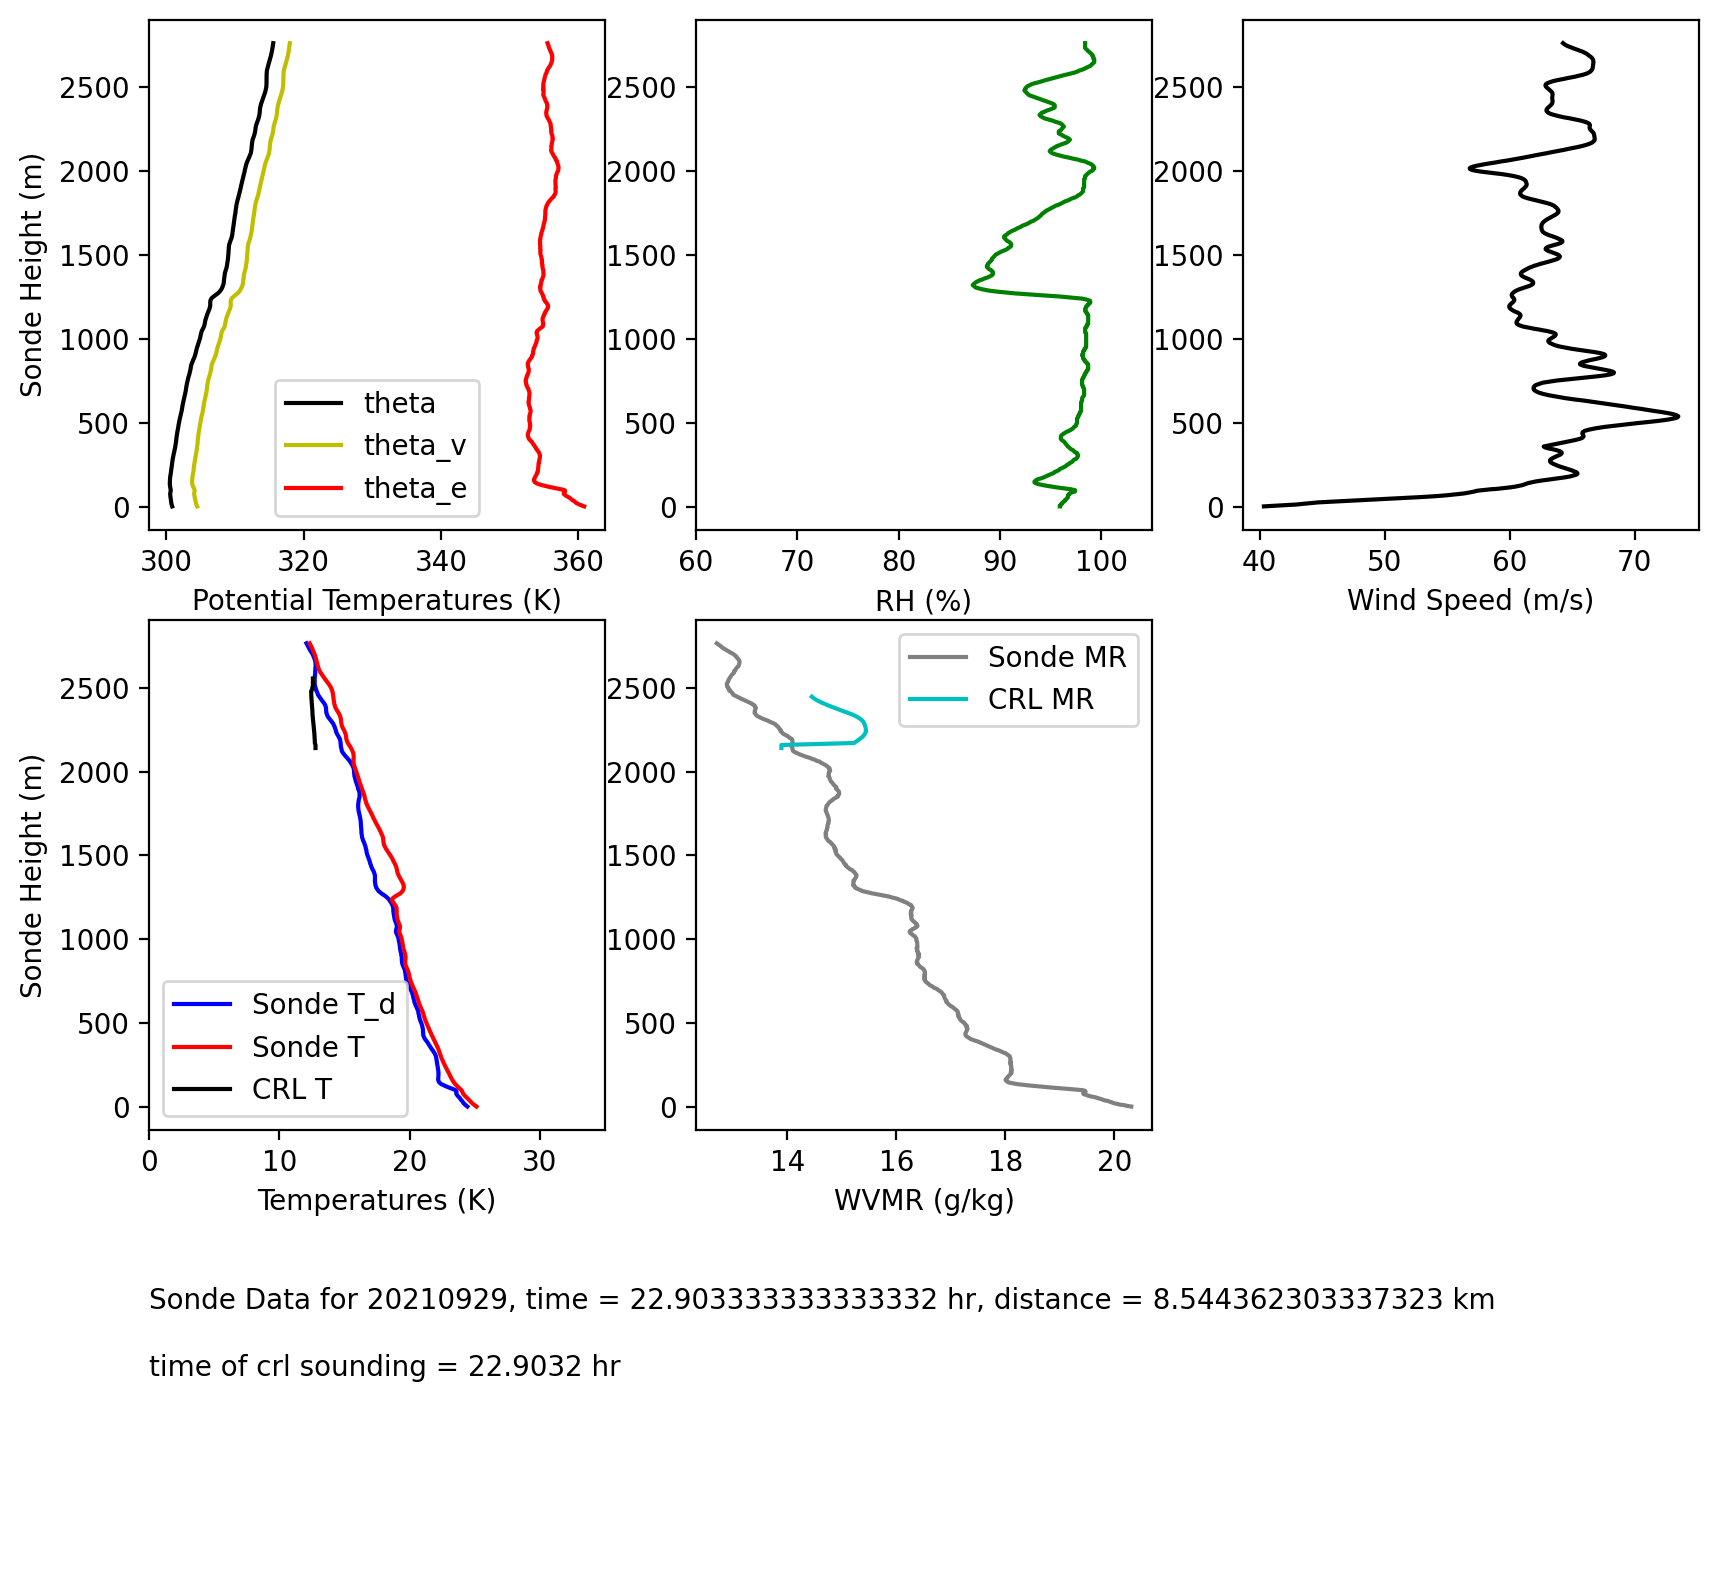 2500
2000
1500
1000
500
0
Sonde Height (m)
theta
theta_v
theta_e
300 320 340 360
Potential Temperatures (K)
2500
2000
1500
1000
500
0
60 70 80 90 100
RH (%)
2500
2000
1500
1000
500
0
40 50 60 70
Wind Speed (m/s)
2500
2000
1500
1000
500
0
Sonde Height (m)
Sonde T_d
Sonde T
CRL T
0 10 20 30
Temperatures (K)
2500
2000
1500
1000
500
0
Sonde MR
CRL MR
14 16 18 20
WVMR (g/kg)
Sonde Data for 20210929, time = 22.903333333333332 hr, distance = 8.544362303337323 km
time of crl sounding = 22.9032 hr